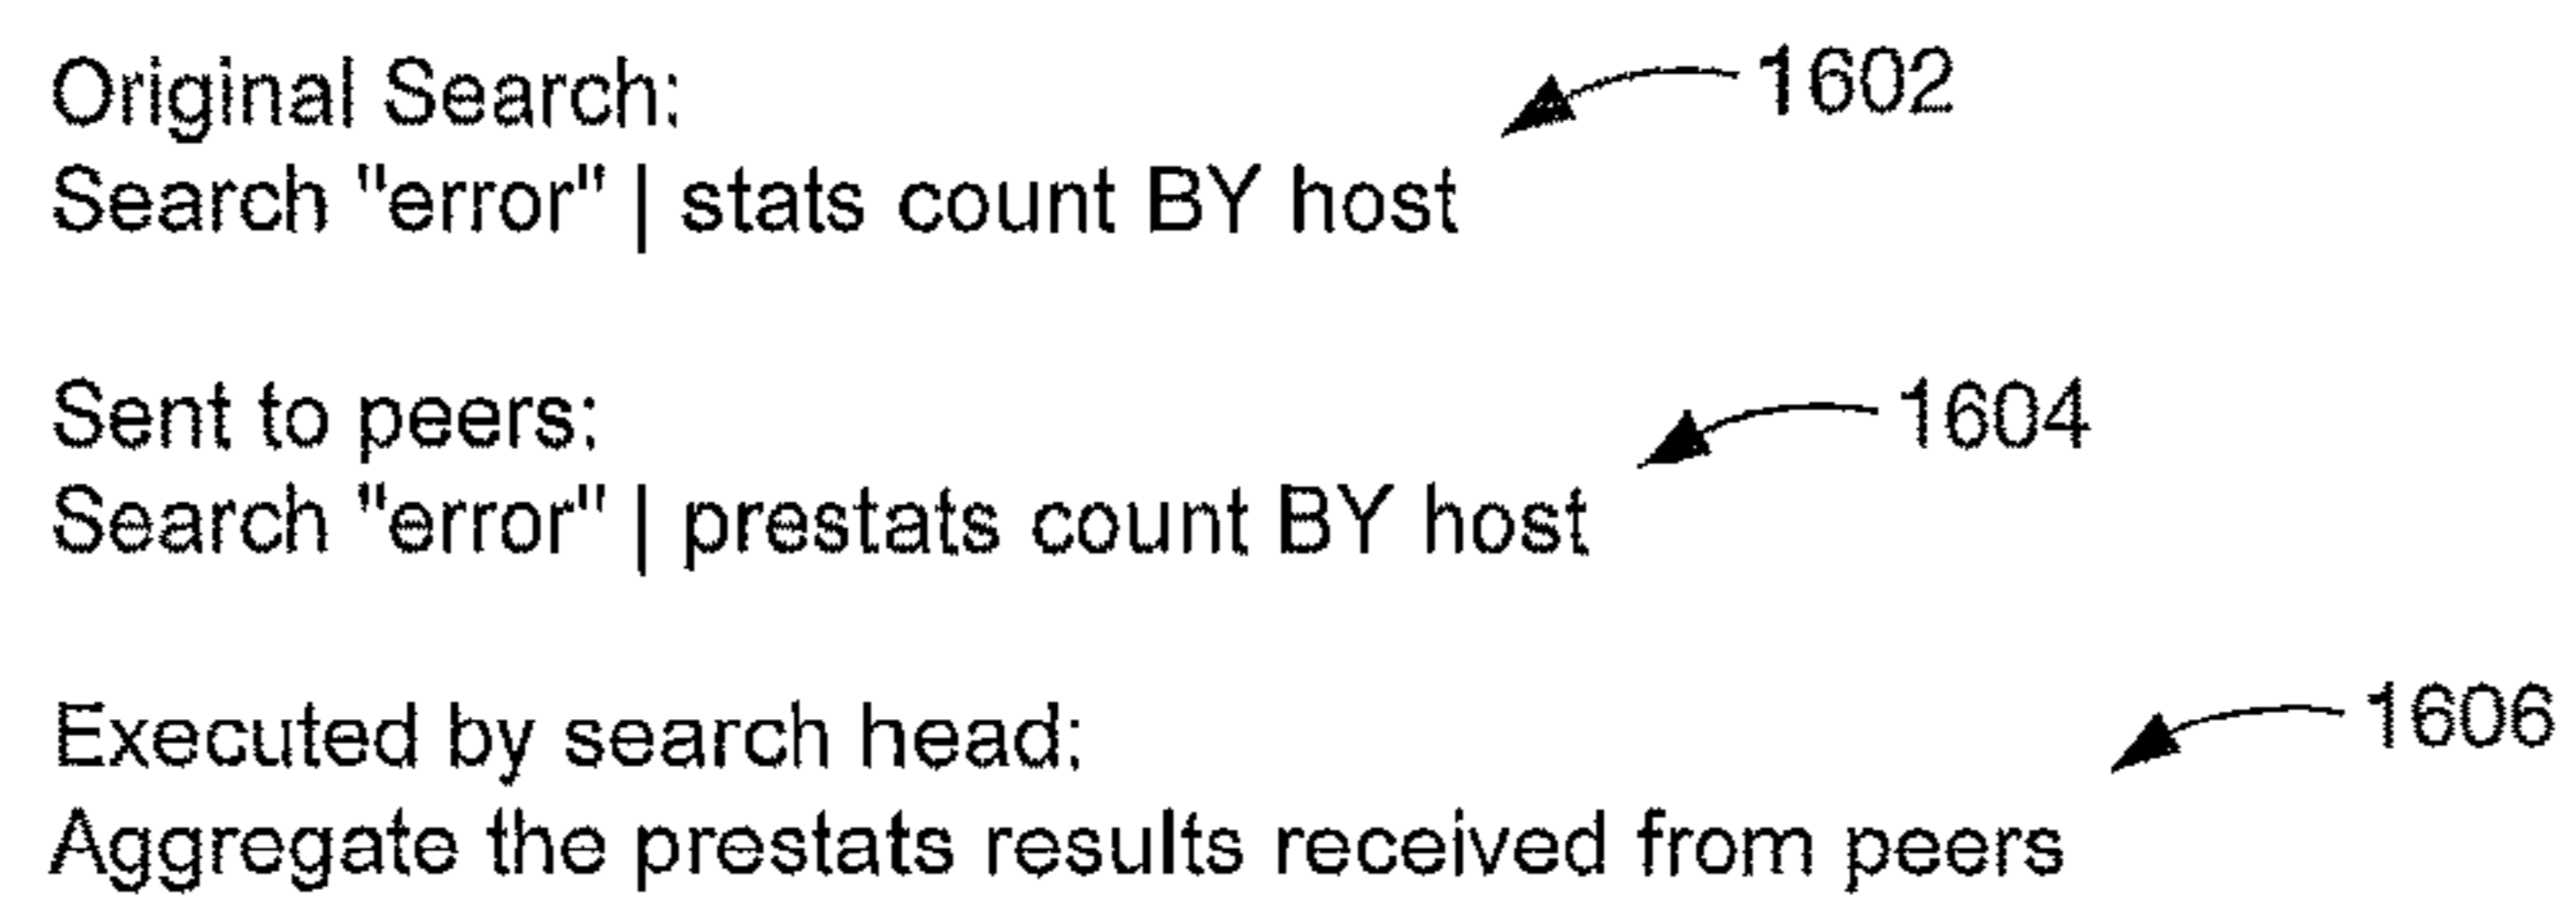 Original Search: 1602
Search "error" | stats count BY host
Sent to peers: 1604
Search "error" | prestats count BY host
Executed by search head: 1606
Aggregate the prestats results received from peers